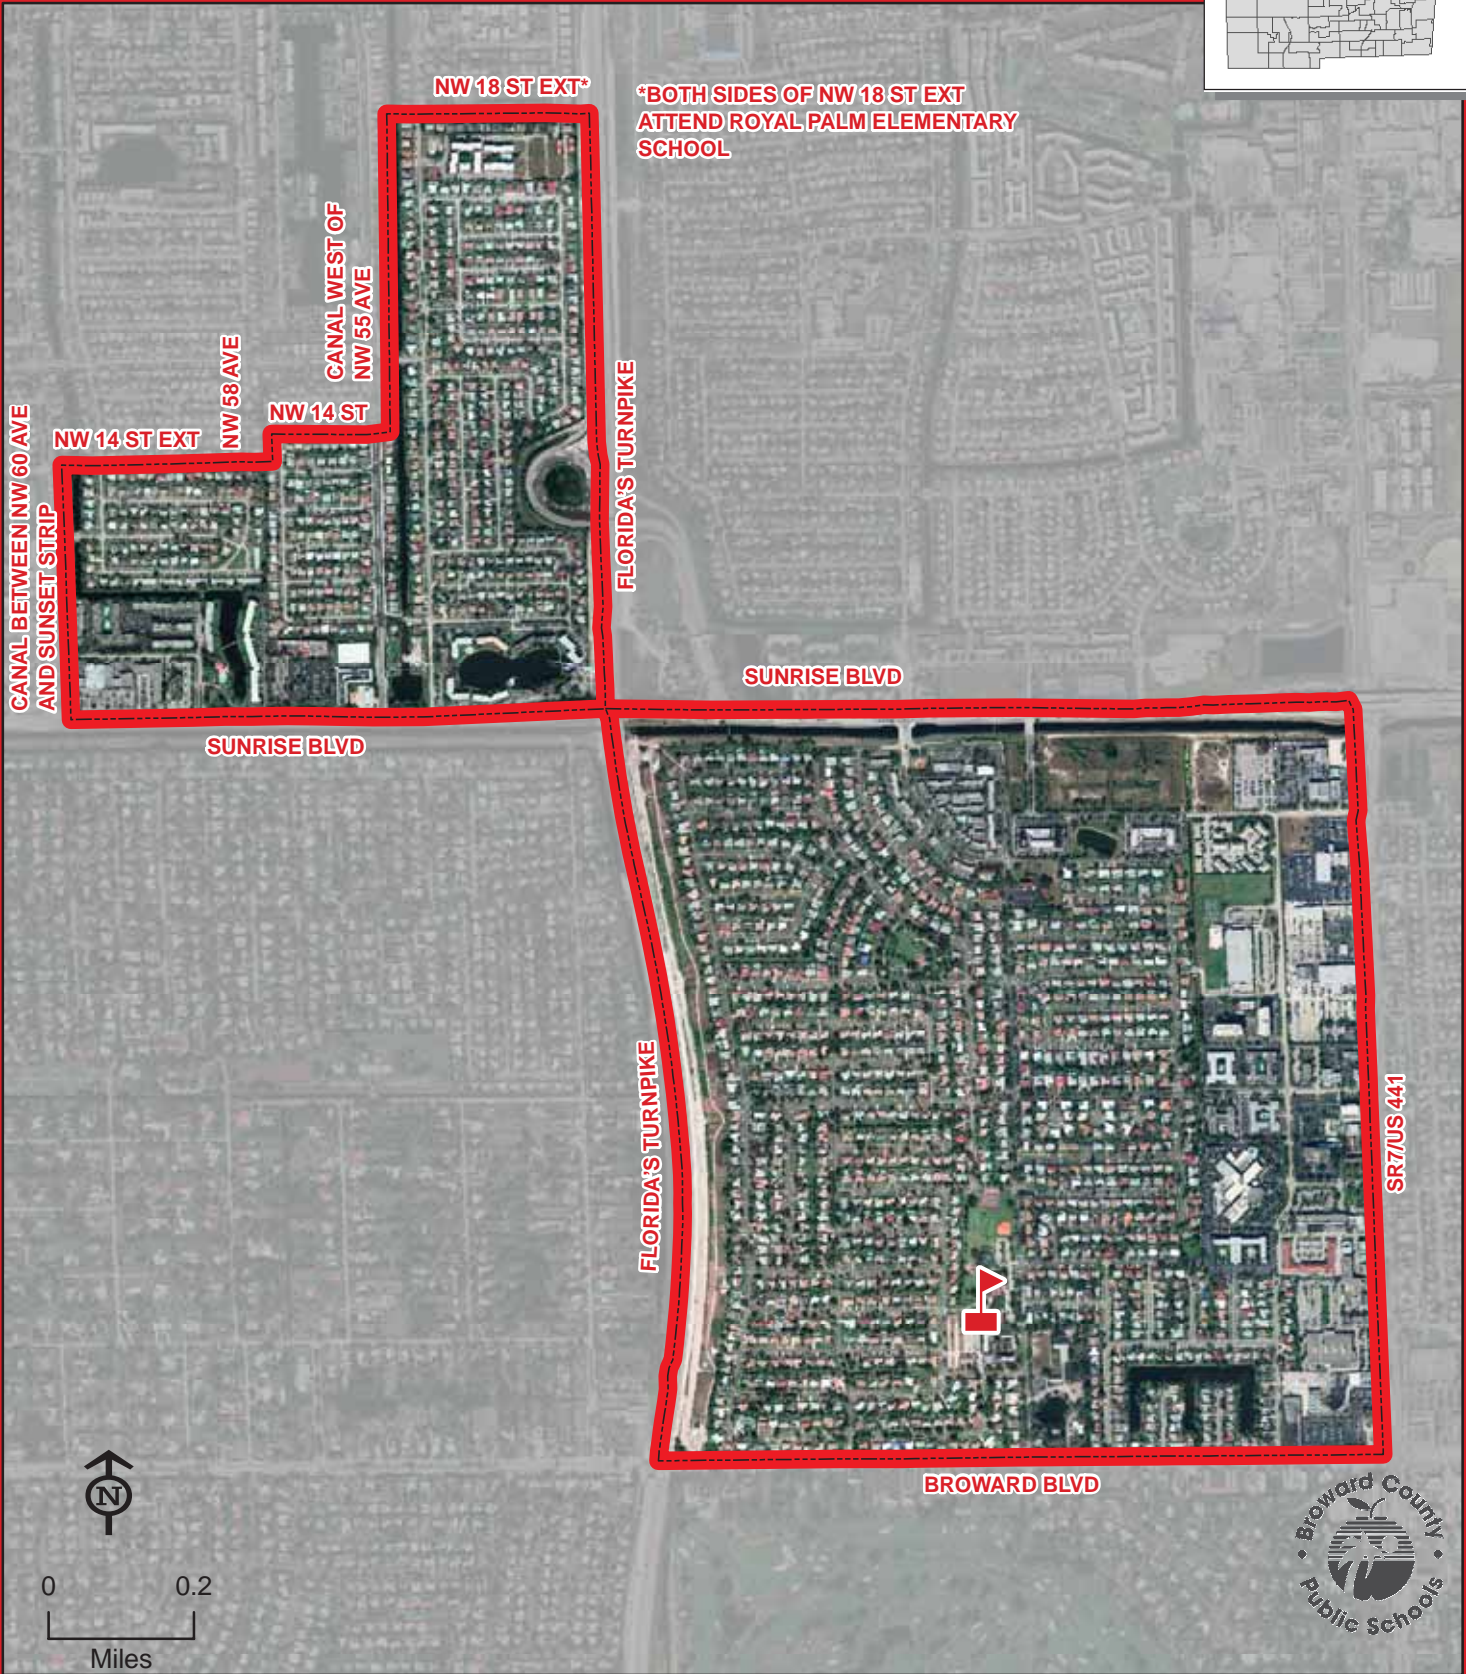 NW 18 ST EXT*
*BOTH SIDES OF NW 18 ST EXT
ATTEND ROYAL PALM ELEMENTARY
SCHOOL
CANAL WEST OF
NW 55 AVE
NW 58 AVE
NW 14 ST
NW 14 ST EXT
CANAL BETWEEN NW 60 AVE
AND SUNSET STRIP
FLORIDA'S TURNPIKE
SUNRISE BLVD
SUNRISE BLVD
FLORIDA'S TURNPIKE
SR7/US 441
BROWARD BLVD
N
0 0.2
Miles
Broward County
Public Schools